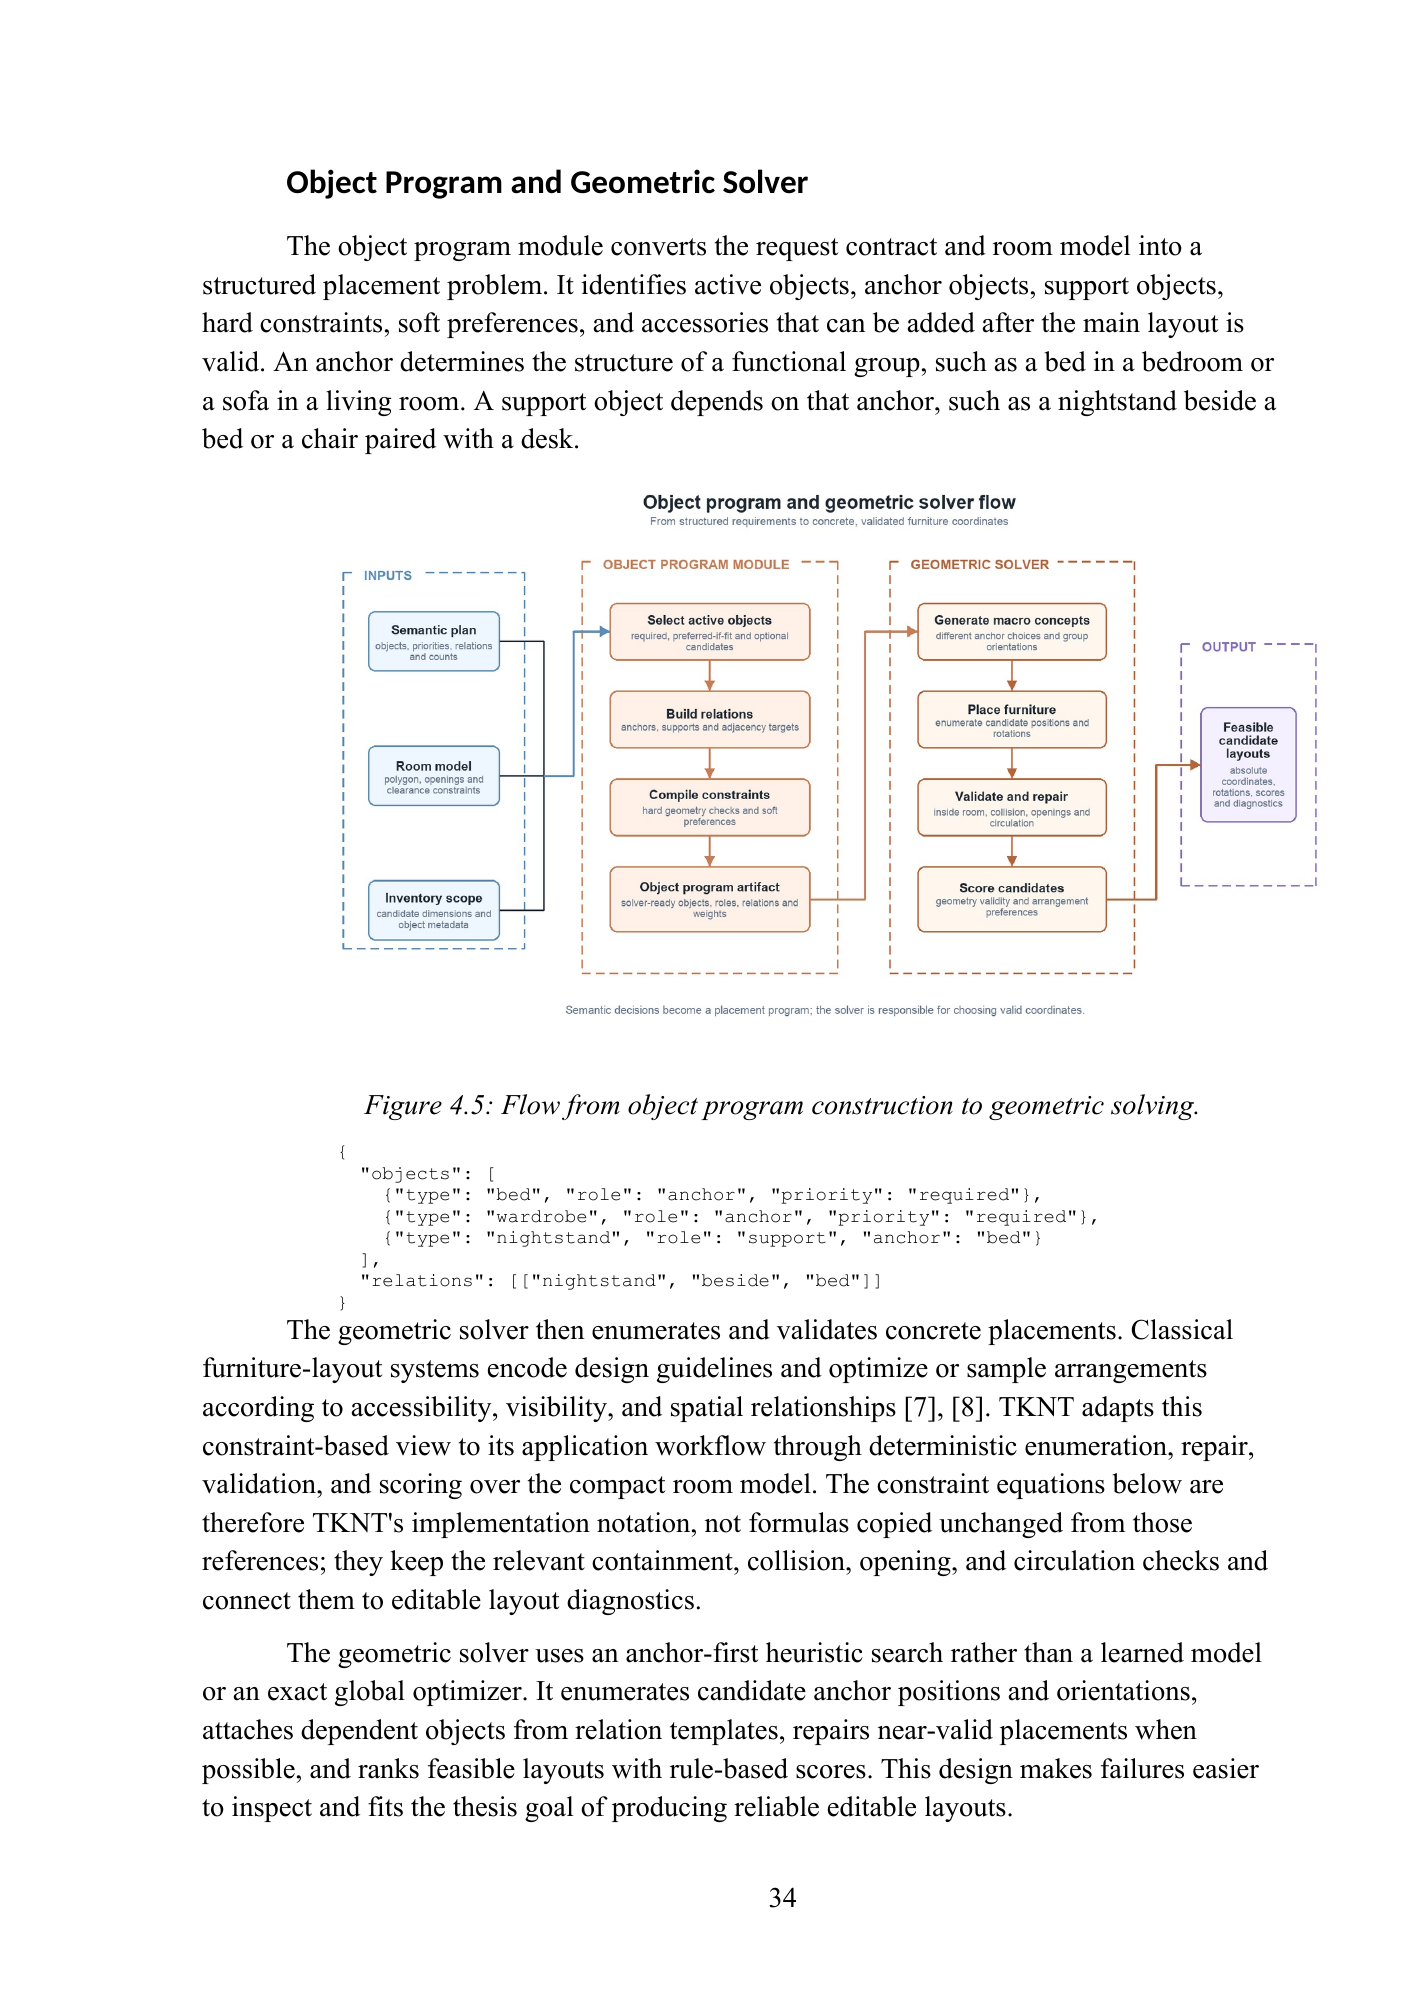 Object Program and Geometric Solver
The object program module converts the request contract and room model into a
structured placement problem. It identifies active objects, anchor objects, support objects,
hard constraints, soft preferences, and accessories that can be added after the main layout is
valid. An anchor determines the structure of a functional group, such as a bed in a bedroom or
a sofa in a living room. A support object depends on that anchor, such as a nightstand beside a
bed or a chair paired with a desk.
Object program and geometric solver flow
From structured requirements to concrete, validated furniture coordinates
INPUTS
Semantic plan
objects, priorities, relations
and counts
Room model
polygon, openings and
clearance constraints
Inventory scope
candidate dimensions and
object metadata
OBJECT PROGRAM MODULE
Select active objects
required, preferred-if-fit and optional
candidates
Build relations
anchors, supports and adjacency targets
Compile constraints
hard geometry checks and soft
preferences
Object program artifact
solver-ready objects, roles, relations and
weights
GEOMETRIC SOLVER
Generate macro concepts
different anchor choices and group
orientations
Place furniture
enumerate candidate positions and
rotations
Validate and repair
inside room, collision, openings and
circulation
Score candidates
geometry validity and arrangement
preferences
OUTPUT
Feasible
candidate
layouts
absolute
coordinates,
rotations, scores
and diagnostics
Semantic decisions become a placement program; the solver is responsible for choosing valid coordinates.
Figure 4.5: Flow from object program construction to geometric solving.
{
  "objects": [
    {"type": "bed", "role": "anchor", "priority": "required"},
    {"type": "wardrobe", "role": "anchor", "priority": "required"},
    {"type": "nightstand", "role": "support", "anchor": "bed"}
  ],
  "relations": [["nightstand", "beside", "bed"]]
}
The geometric solver then enumerates and validates concrete placements. Classical
furniture-layout systems encode design guidelines and optimize or sample arrangements
according to accessibility, visibility, and spatial relationships [7], [8]. TKNT adapts this
constraint-based view to its application workflow through deterministic enumeration, repair,
validation, and scoring over the compact room model. The constraint equations below are
therefore TKNT's implementation notation, not formulas copied unchanged from those
references; they keep the relevant containment, collision, opening, and circulation checks and
connect them to editable layout diagnostics.
The geometric solver uses an anchor-first heuristic search rather than a learned model
or an exact global optimizer. It enumerates candidate anchor positions and orientations,
attaches dependent objects from relation templates, repairs near-valid placements when
possible, and ranks feasible layouts with rule-based scores. This design makes failures easier
to inspect and fits the thesis goal of producing reliable editable layouts.
34